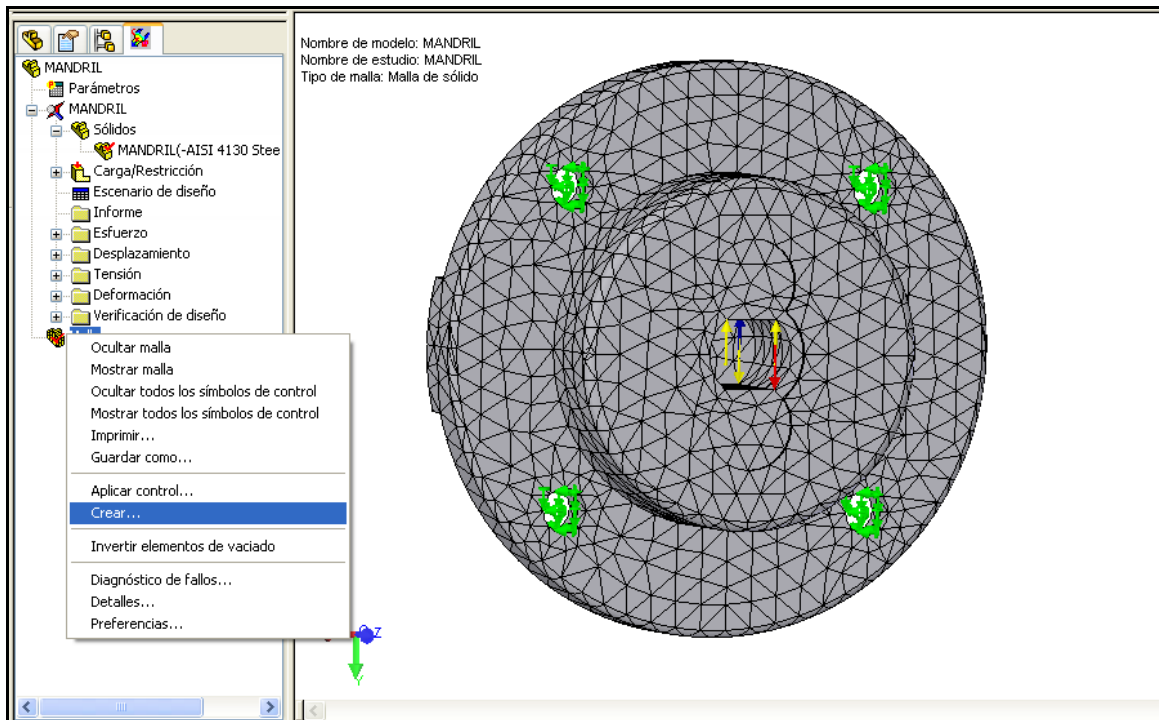 MANDRIL
Parámetros
MANDRIL
Sólidos
MANDRIL(-AISI 4130 Stee
Carga/Restricción
Escenario de diseño
Informe
Esfuerzo
Desplazamiento
Tensión
Deformación
Verificación de diseño
Ocultar malla
Mostrar malla
Ocultar todos los símbolos de control
Mostrar todos los símbolos de control
Imprimir...
Guardar como...
Aplicar control...
Crear...
Invertir elementos de vaciado
Diagnóstico de fallos...
Detalles...
Preferencias...
Nombre de modelo: MANDRIL
Nombre de estudio: MANDRIL
Tipo de malla: Malla de sólido
Z
Y